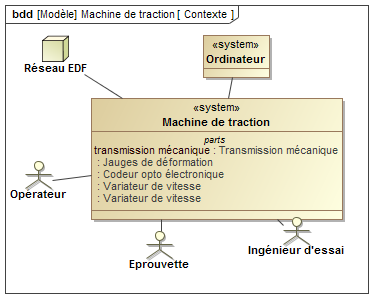 bdd [Modèle] Machine de traction [ Contexte ]
Réseau EDF
«system»
Ordinateur
«system»
Machine de traction
parts
transmission mécanique : Transmission mécanique
: Jauges de déformation
: Codeur opto électronique
: Variateur de vitesse
: Variateur de vitesse
Opérateur
Eprouvette
Ingénieur d'essai